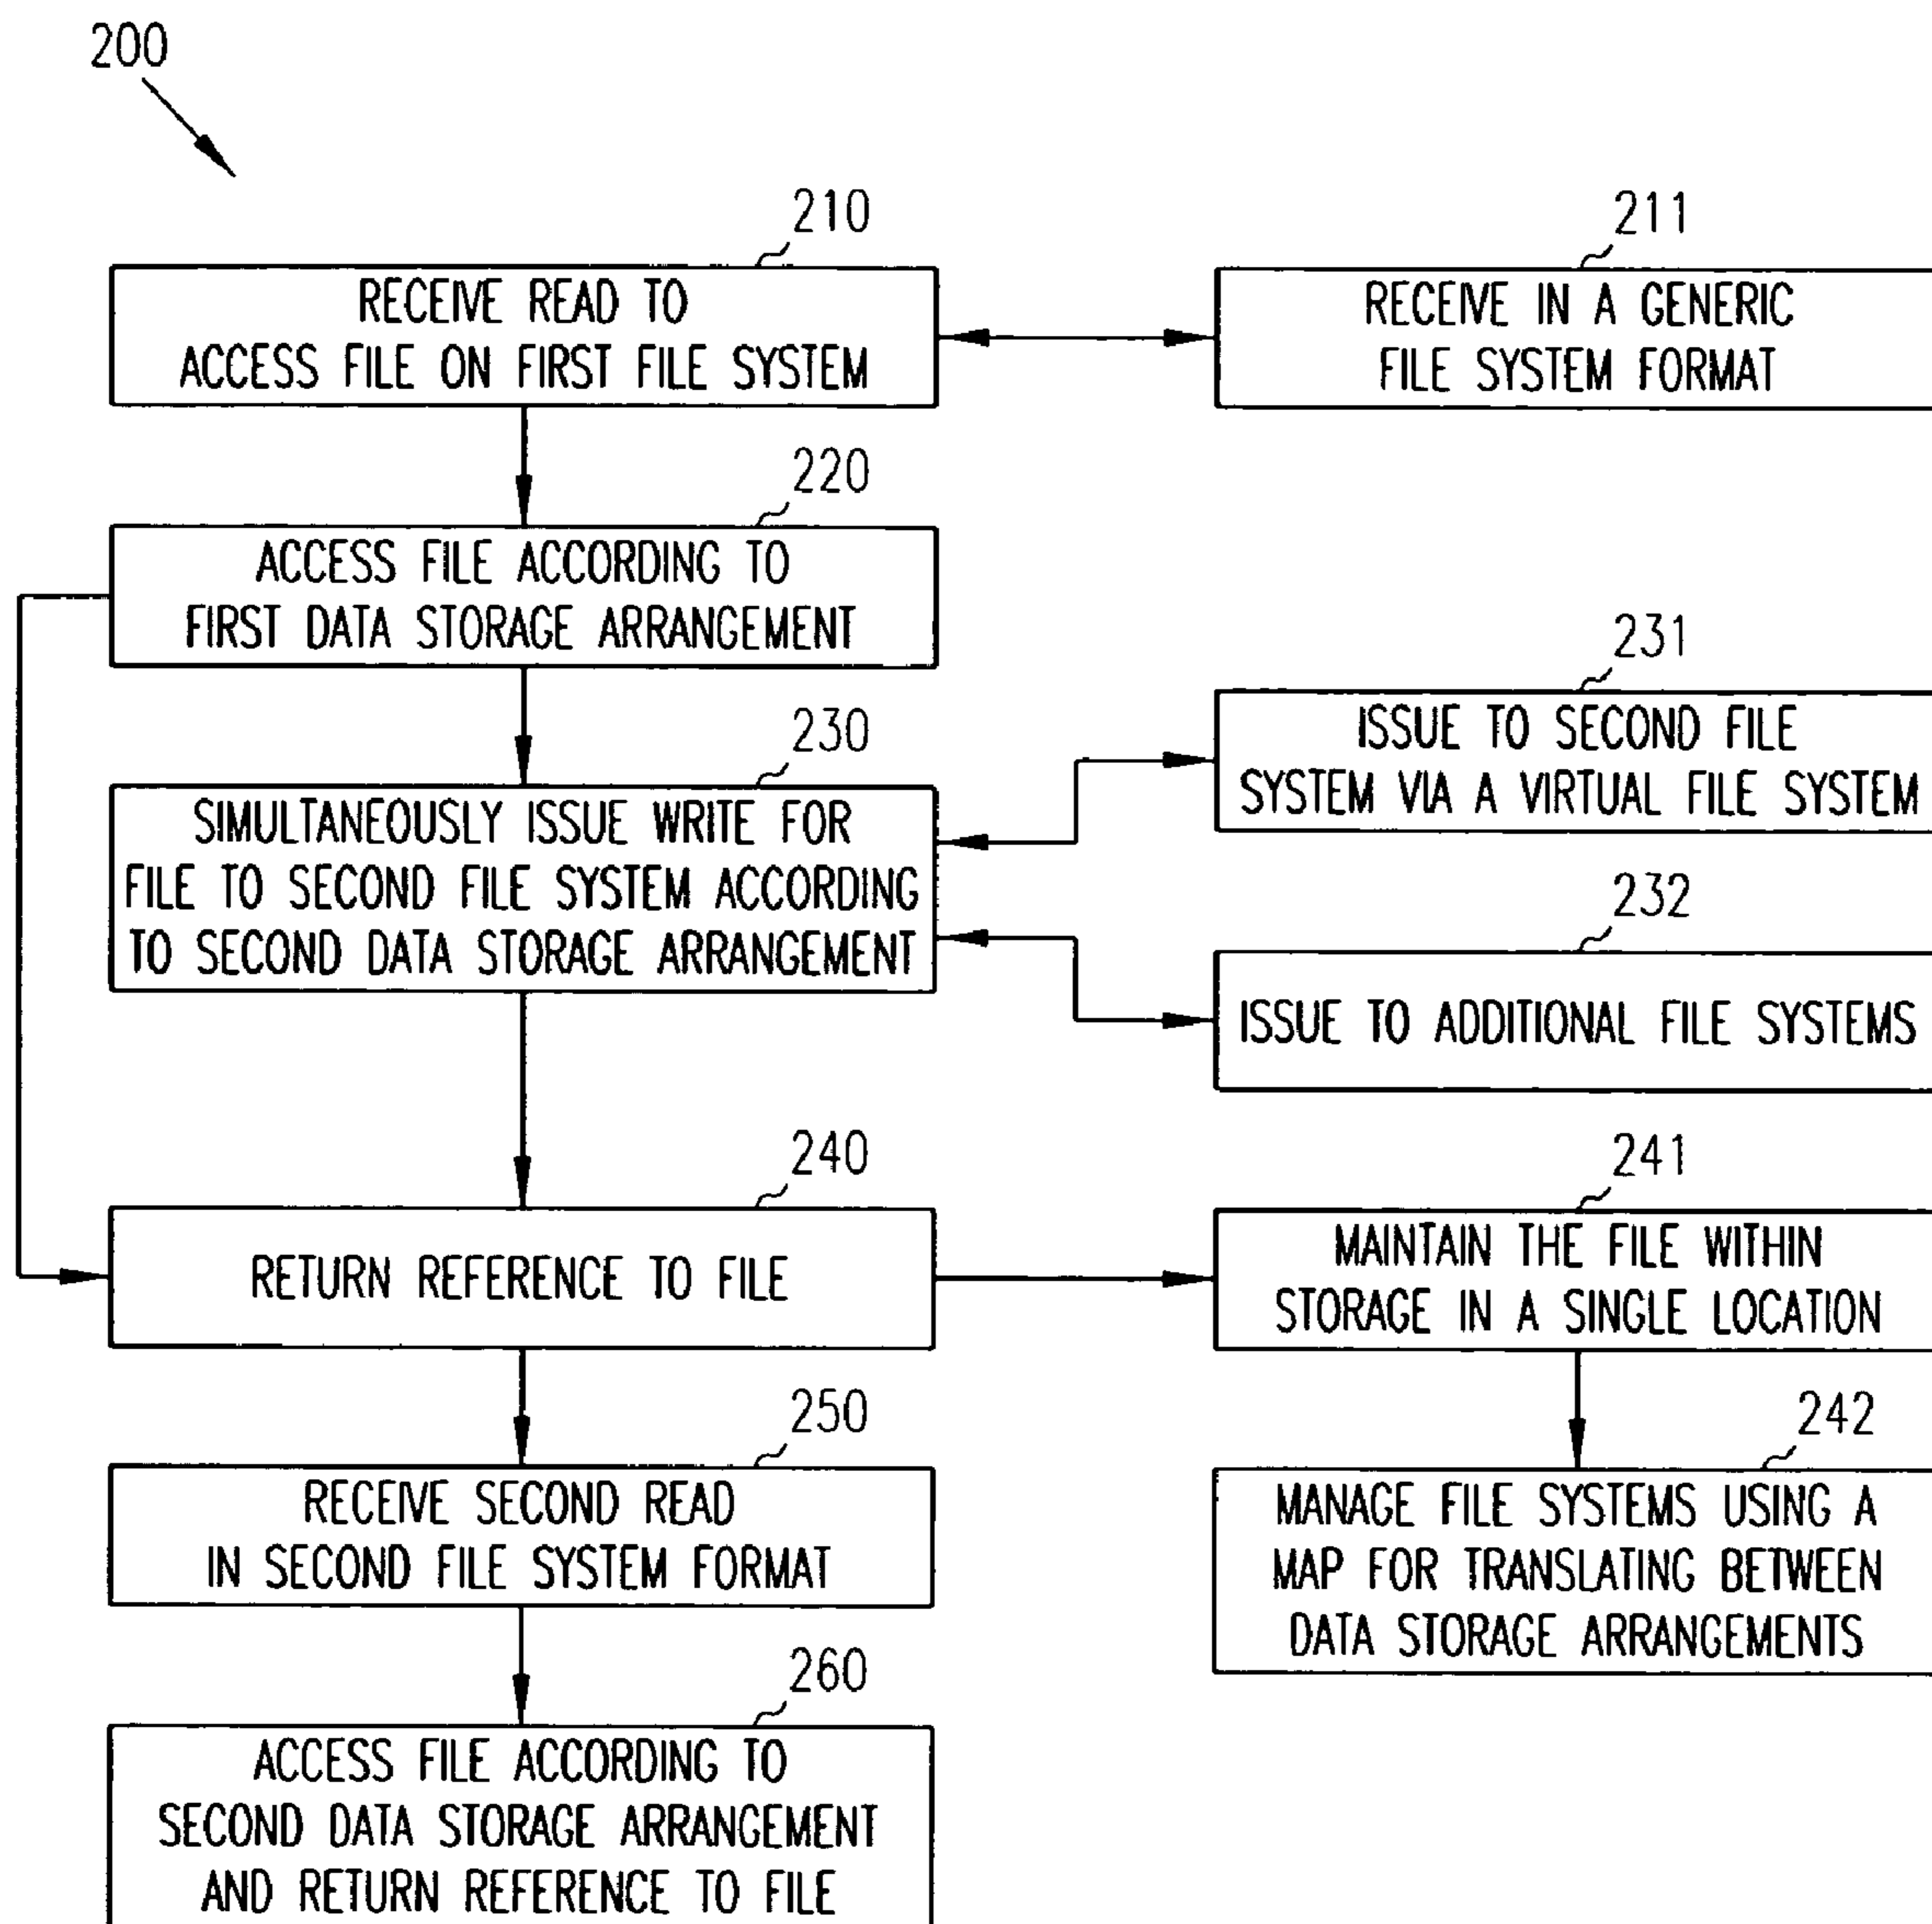 200
210
RECEIVE READ TO
ACCESS FILE ON FIRST FILE SYSTEM
211
RECEIVE IN A GENERIC
FILE SYSTEM FORMAT
220
ACCESS FILE ACCORDING TO
FIRST DATA STORAGE ARRANGEMENT
230
SIMULTANEOUSLY ISSUE WRITE FOR
FILE TO SECOND FILE SYSTEM ACCORDING
TO SECOND DATA STORAGE ARRANGEMENT
231
ISSUE TO SECOND FILE
SYSTEM VIA A VIRTUAL FILE SYSTEM
232
ISSUE TO ADDITIONAL FILE SYSTEMS
240
RETURN REFERENCE TO FILE
241
MAINTAIN THE FILE WITHIN
STORAGE IN A SINGLE LOCATION
250
RECEIVE SECOND READ
IN SECOND FILE SYSTEM FORMAT
242
MANAGE FILE SYSTEMS USING A
MAP FOR TRANSLATING BETWEEN
DATA STORAGE ARRANGEMENTS
260
ACCESS FILE ACCORDING TO
SECOND DATA STORAGE ARRANGEMENT
AND RETURN REFERENCE TO FILE